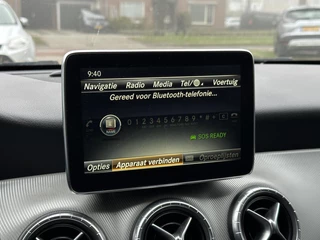 9:40
Navigatie Radio Media Tel/ Voertuig
Gereed voor Bluetooth-telefonie...
0 1 2 3 4 5 6 7 8 9
SOS READY
Opties Apparaat verbinden Oproeplijsten